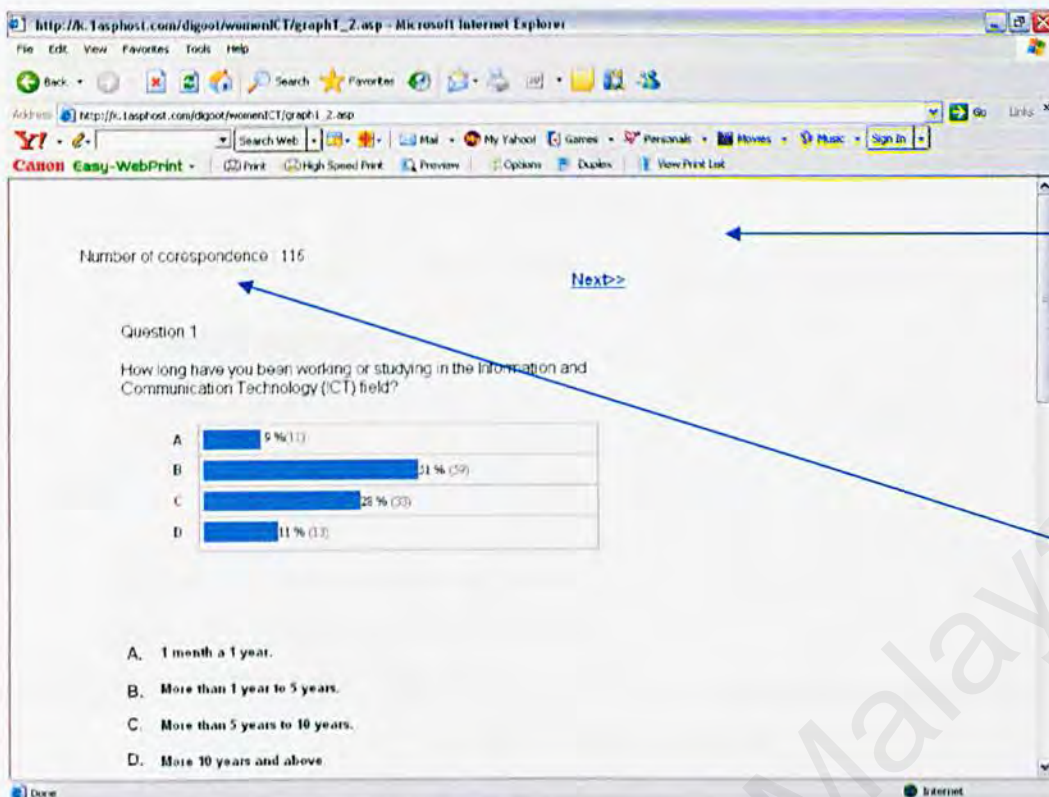 http://k.1asphost.com/digoot/womenICT/graph1_2.asp - Microsoft Internet Explorer
File Edit View Favorites Tools Help
Back Search Favorites
Address http://k.1asphost.com/digoot/womenICT/graph1_2.asp Go Links
Y! Search Web Mail My Yahoo! Games Personals Movies Music Sign In
Canon Easy-WebPrint Print High Speed Print Preview Options Duplex View Print List
Number of corespondence : 116
Next>>
Question 1
How long have you been working or studying in the Information and
Communication Technology (ICT) field?
A 9 % (11)
B 51 % (59)
C 28 % (33)
D 11 % (13)
A. 1 month a 1 year.
B. More than 1 year to 5 years.
C. More than 5 years to 10 years.
D. More 10 years and above
Done Internet
Malay